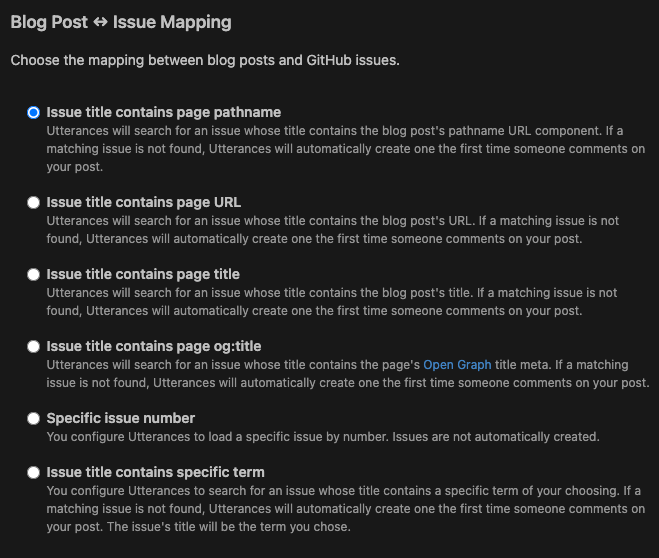 Blog Post ↔ Issue Mapping
Choose the mapping between blog posts and GitHub issues.
Issue title contains page pathname
Utterances will search for an issue whose title contains the blog post's pathname URL component. If a
matching issue is not found, Utterances will automatically create one the first time someone comments on
your post.
Issue title contains page URL
Utterances will search for an issue whose title contains the blog post's URL. If a matching issue is not
found, Utterances will automatically create one the first time someone comments on your post.
Issue title contains page title
Utterances will search for an issue whose title contains the blog post's title. If a matching issue is not
found, Utterances will automatically create one the first time someone comments on your post.
Issue title contains page og:title
Utterances will search for an issue whose title contains the page's Open Graph title meta. If a matching
issue is not found, Utterances will automatically create one the first time someone comments on your post.
Specific issue number
You configure Utterances to load a specific issue by number. Issues are not automatically created.
Issue title contains specific term
You configure Utterances to search for an issue whose title contains a specific term of your choosing. If a
matching issue is not found, Utterances will automatically create one the first time someone comments on
your post. The issue's title will be the term you chose.